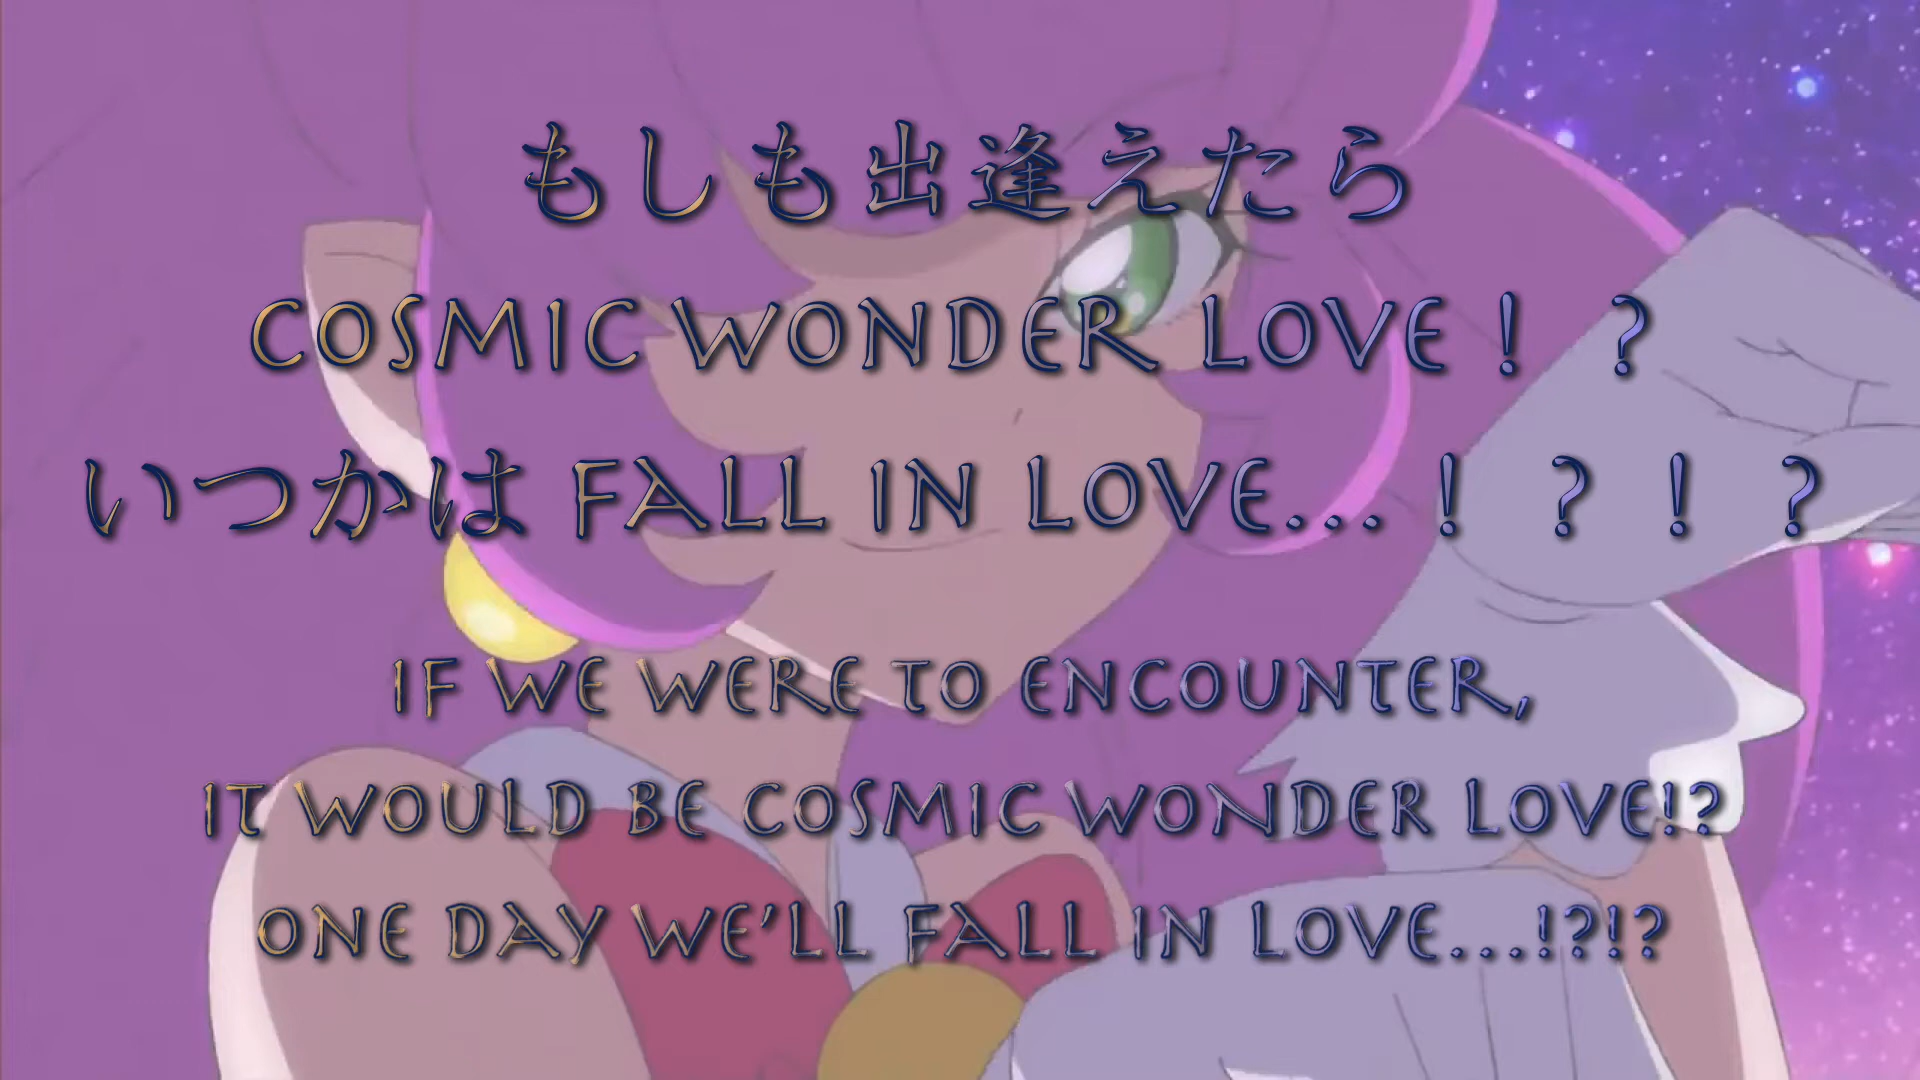 もしも出逢えたら
COSMIC WONDER LOVE！？
いつかは FALL IN LOVE...！？！？
IF WE WERE TO ENCOUNTER,
IT WOULD BE COSMIC WONDER LOVE!?
ONE DAY WE'LL FALL IN LOVE...!?!?